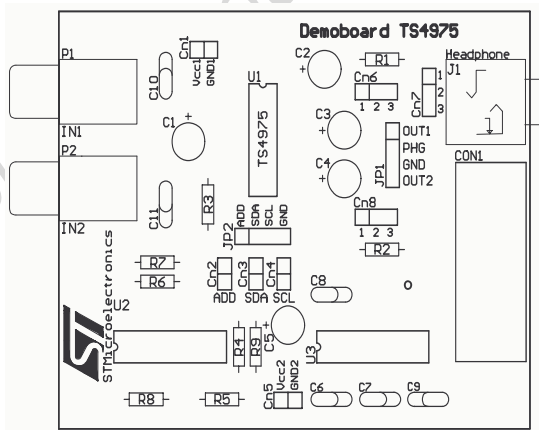 Demoboard TS4975
P1
Cn1
Vcc1
GND1
C2
R1
Headphone
J1
C10
U1
Cn6
1 2 3
Cn7
1
2
3
IN1
C1
TS4975
C3
OUT1
PHG
GND
OUT2
JP1
CON1
P2
C4
IN2
C11
R3
JP2
ADD
SDA
SCL
GND
Cn8
1 2 3
R2
R7
R6
Cn2
Cn3
Cn4
ADD SDA SCL
C8
STMicroelectronics
U2
C5
R4
R9
U3
R8
R5
Cn5
Vcc2
GND2
C6
C7
C9